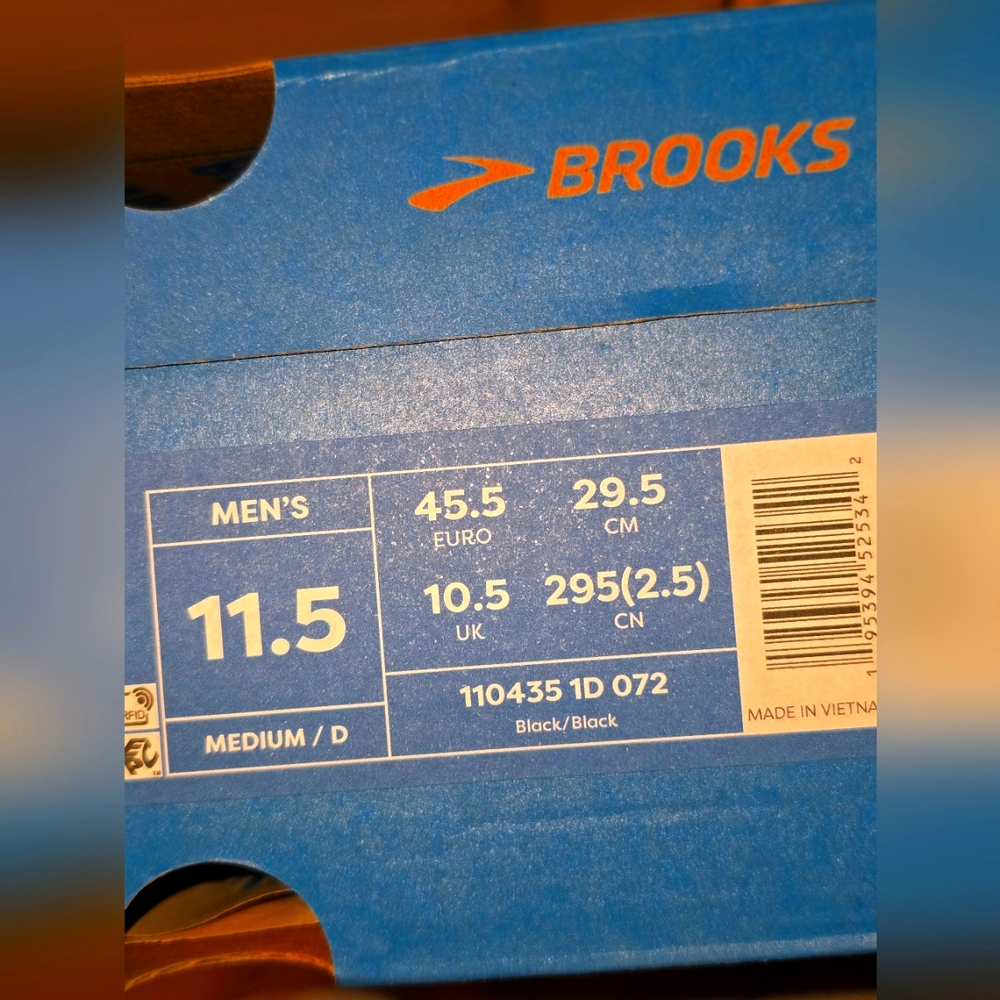 BROOKS
MEN'S
11.5
MEDIUM / D
45.5
EURO
29.5
CM
10.5
UK
295(2.5)
CN
110435 1D 072
Black/Black
1 95394 52534 2
MADE IN VIETNA
RFID
EPC